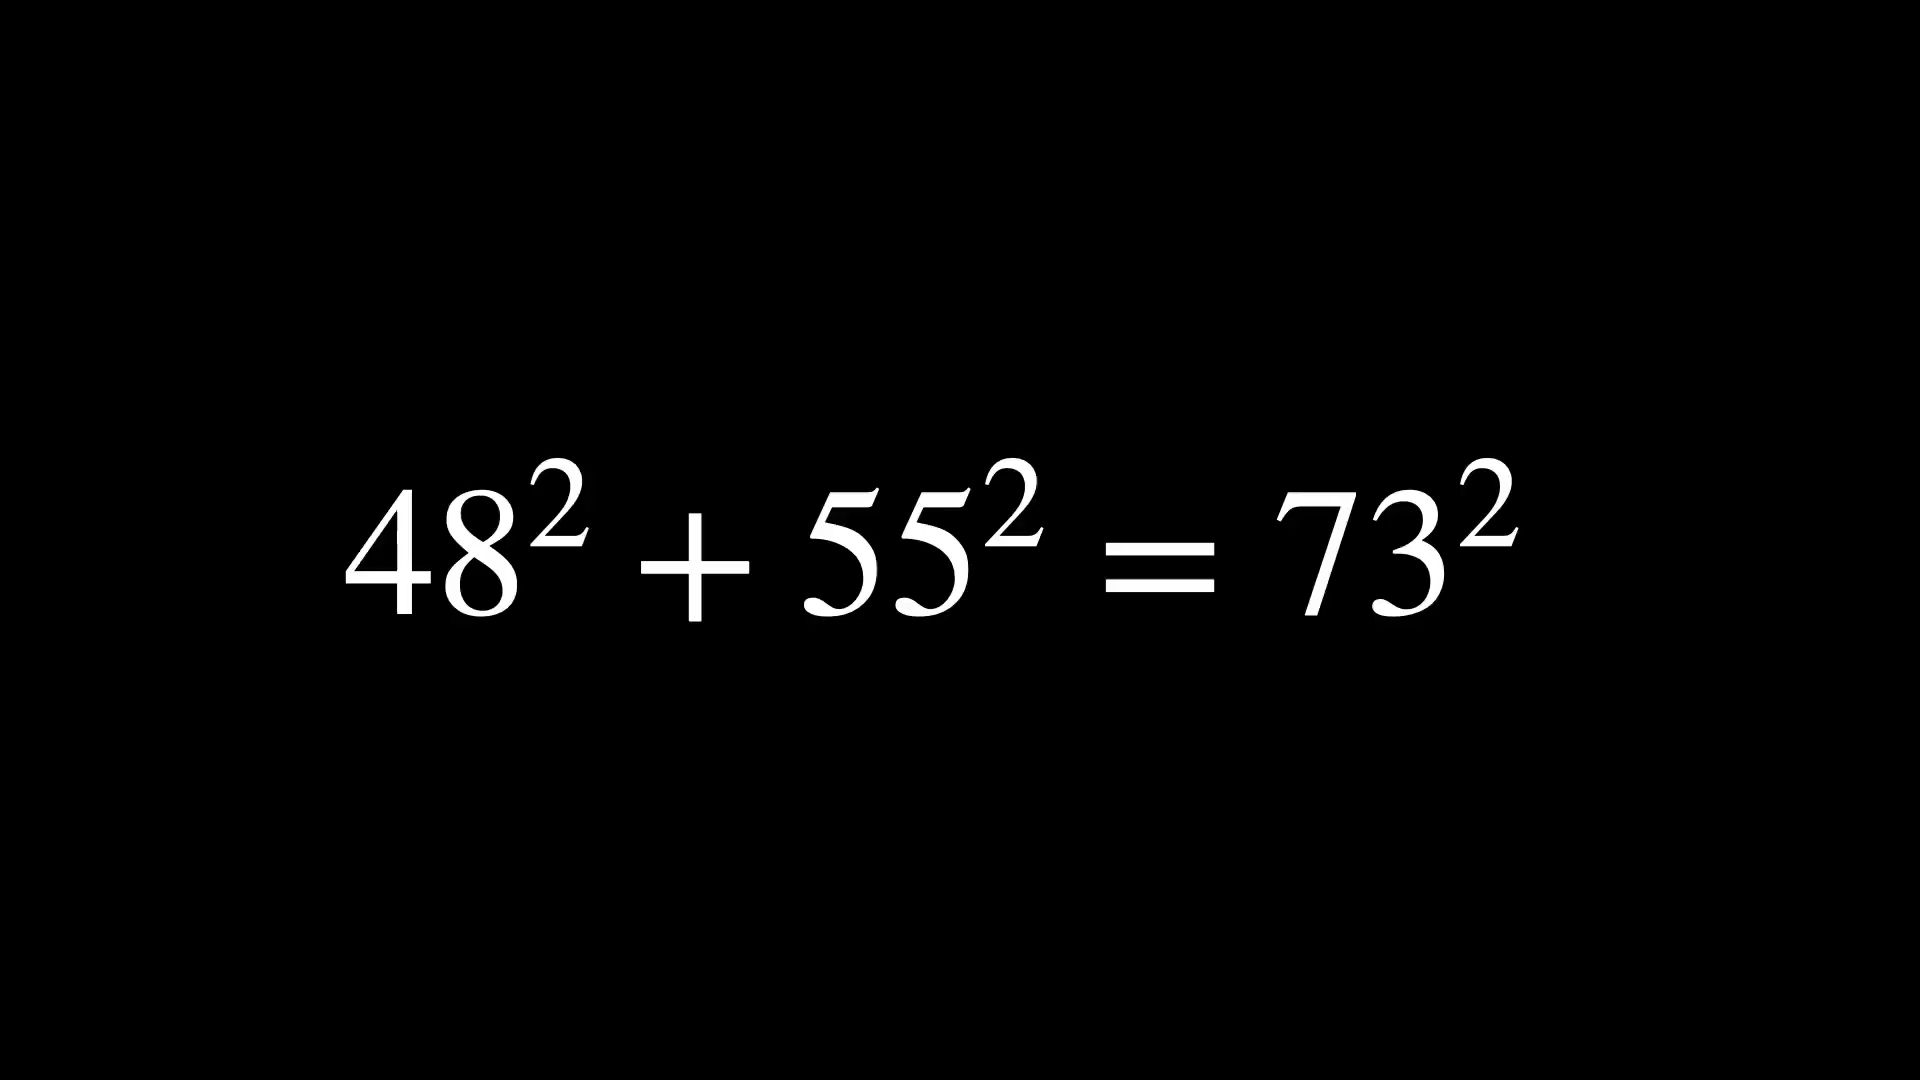 48² + 55² = 73²